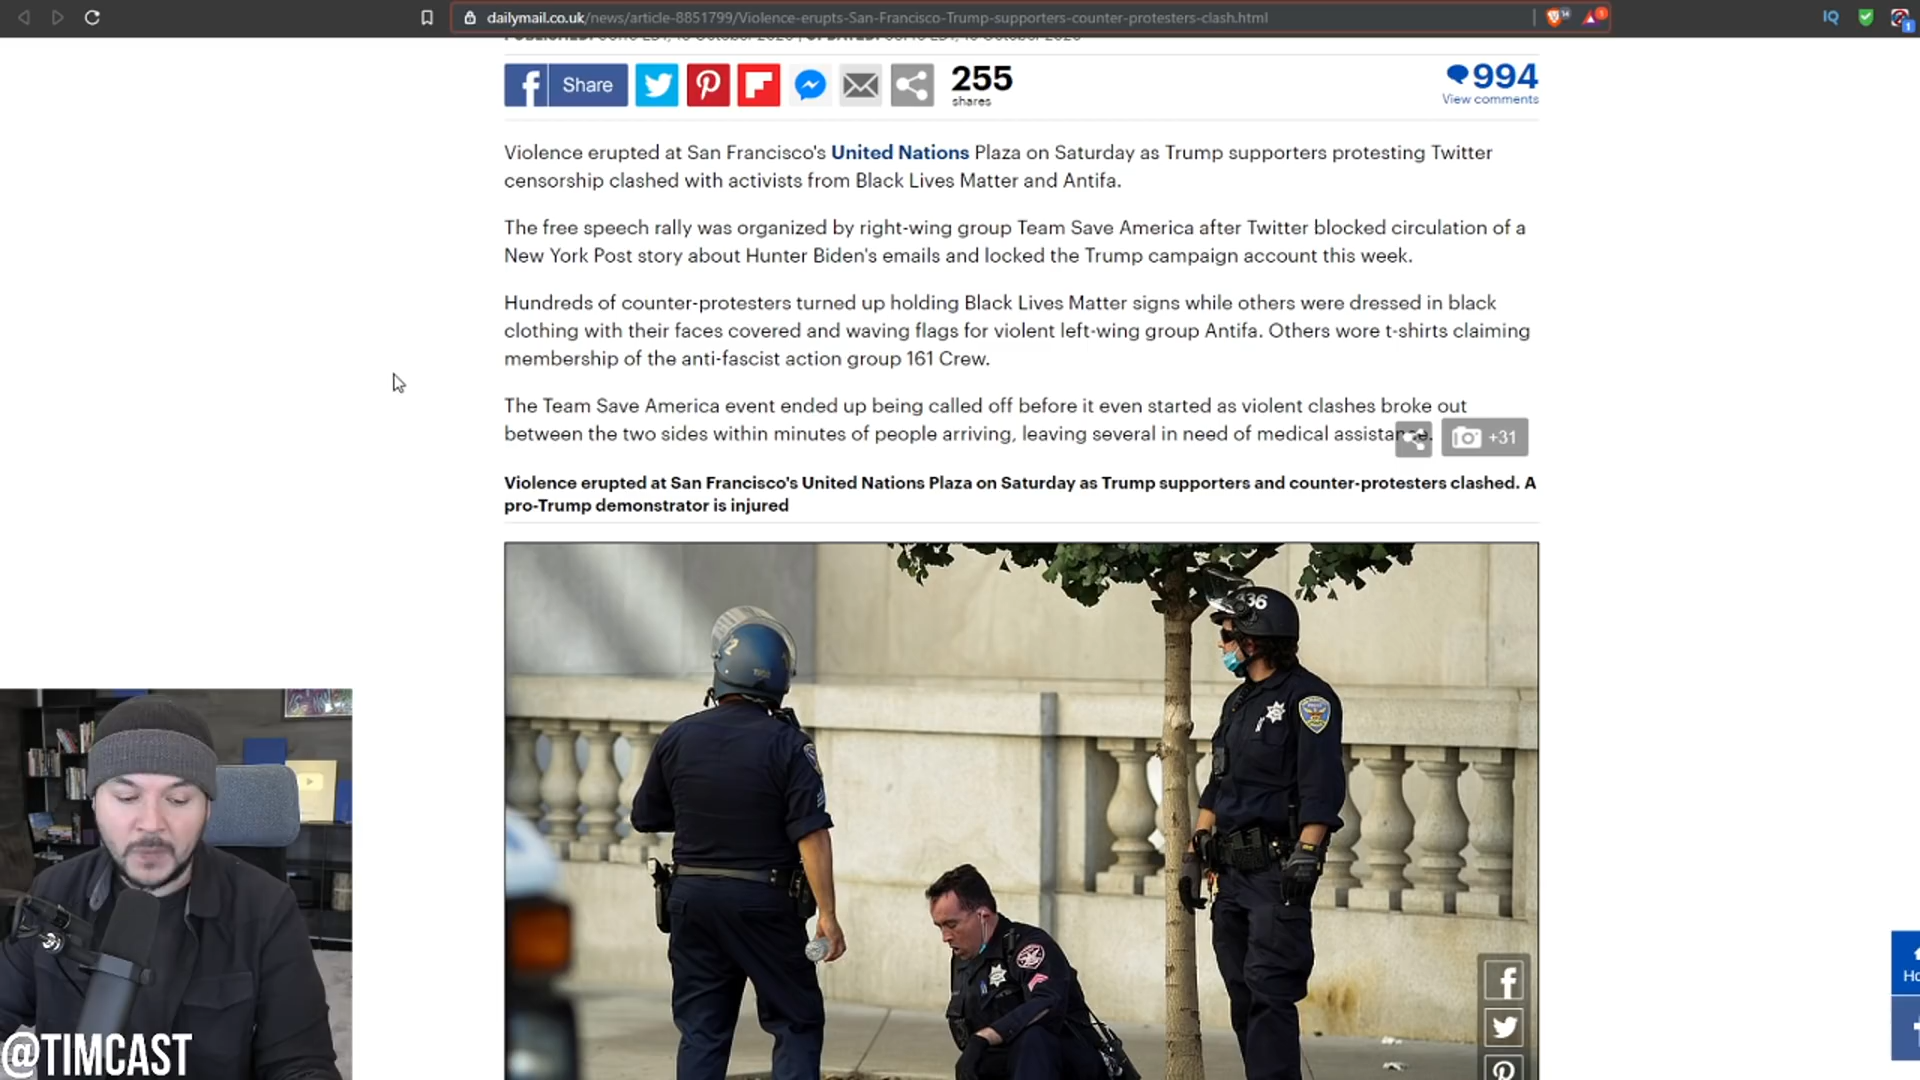 dailymail.co.uk/news/article-8851799/Violence-erupts-San-Francisco-Trump-supporters-counter-protesters-clash.html
IQ
Share
255
shares
994
View comments
Violence erupted at San Francisco's United Nations Plaza on Saturday as Trump supporters protesting Twitter
censorship clashed with activists from Black Lives Matter and Antifa.
The free speech rally was organized by right-wing group Team Save America after Twitter blocked circulation of a
New York Post story about Hunter Biden's emails and locked the Trump campaign account this week.
Hundreds of counter-protesters turned up holding Black Lives Matter signs while others were dressed in black
clothing with their faces covered and waving flags for violent left-wing group Antifa. Others wore t-shirts claiming
membership of the anti-fascist action group 161 Crew.
The Team Save America event ended up being called off before it even started as violent clashes broke out
between the two sides within minutes of people arriving, leaving several in need of medical assistance.
+31
Violence erupted at San Francisco's United Nations Plaza on Saturday as Trump supporters and counter-protesters clashed. A
pro-Trump demonstrator is injured
@TIMCAST